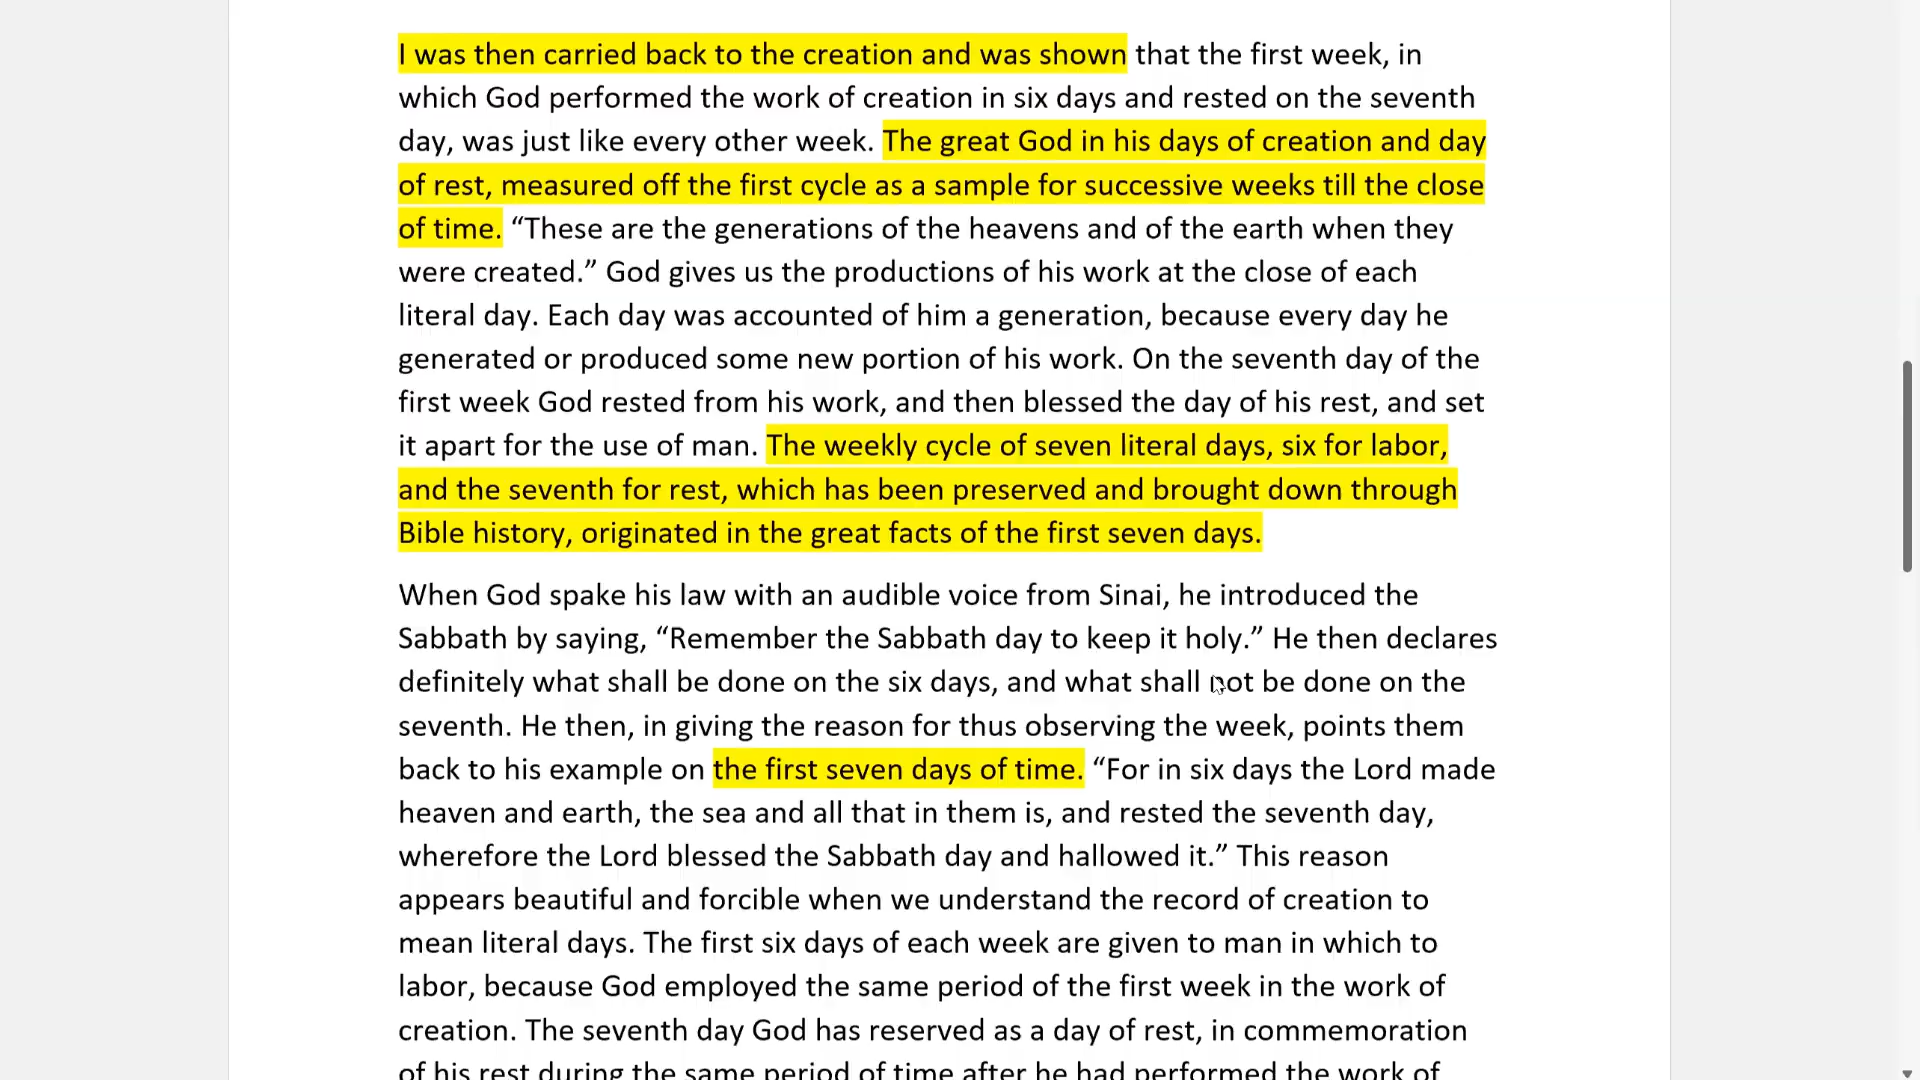 I was then carried back to the creation and was shown that the first week, in
which God performed the work of creation in six days and rested on the seventh
day, was just like every other week. The great God in his days of creation and day
of rest, measured off the first cycle as a sample for successive weeks till the close
of time. “These are the generations of the heavens and of the earth when they
were created.” God gives us the productions of his work at the close of each
literal day. Each day was accounted of him a generation, because every day he
generated or produced some new portion of his work. On the seventh day of the
first week God rested from his work, and then blessed the day of his rest, and set
it apart for the use of man. The weekly cycle of seven literal days, six for labor,
and the seventh for rest, which has been preserved and brought down through
Bible history, originated in the great facts of the first seven days.
When God spake his law with an audible voice from Sinai, he introduced the
Sabbath by saying, “Remember the Sabbath day to keep it holy.” He then declares
definitely what shall be done on the six days, and what shall not be done on the
seventh. He then, in giving the reason for thus observing the week, points them
back to his example on the first seven days of time. “For in six days the Lord made
heaven and earth, the sea and all that in them is, and rested the seventh day,
wherefore the Lord blessed the Sabbath day and hallowed it.” This reason
appears beautiful and forcible when we understand the record of creation to
mean literal days. The first six days of each week are given to man in which to
labor, because God employed the same period of the first week in the work of
creation. The seventh day God has reserved as a day of rest, in commemoration
of his rest during the same period of time after he had performed the work of